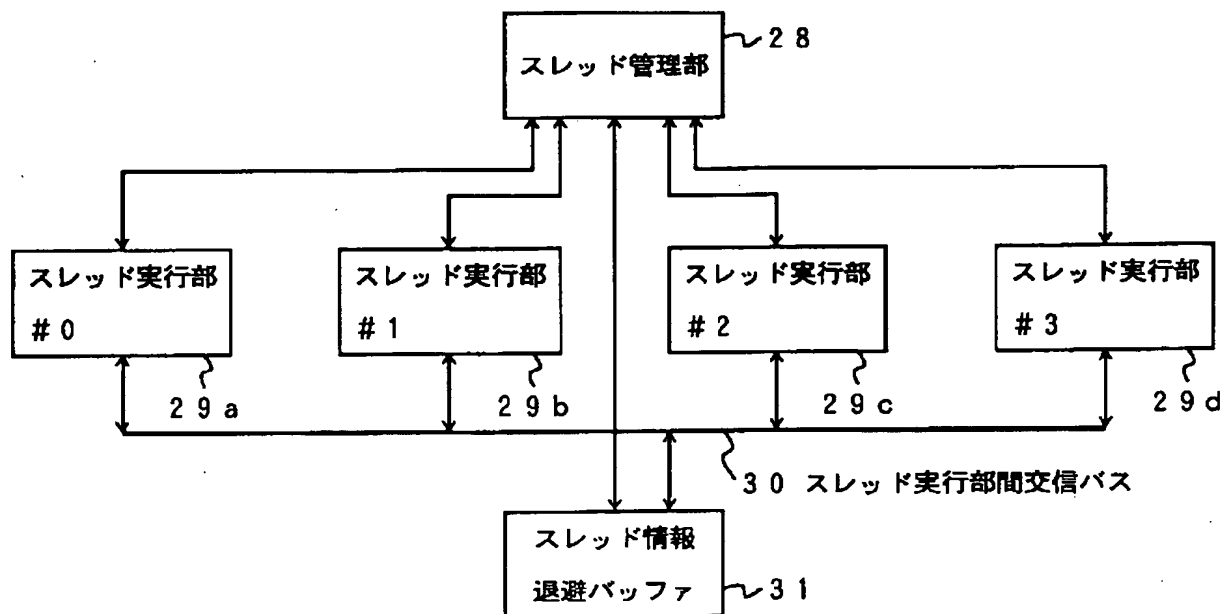 28
スレッド管理部
スレッド実行部
#0
29a
スレッド実行部
#1
29b
スレッド実行部
#2
29c
スレッド実行部
#3
29d
30 スレッド実行部間交信バス
スレッド情報
退避バッファ
31